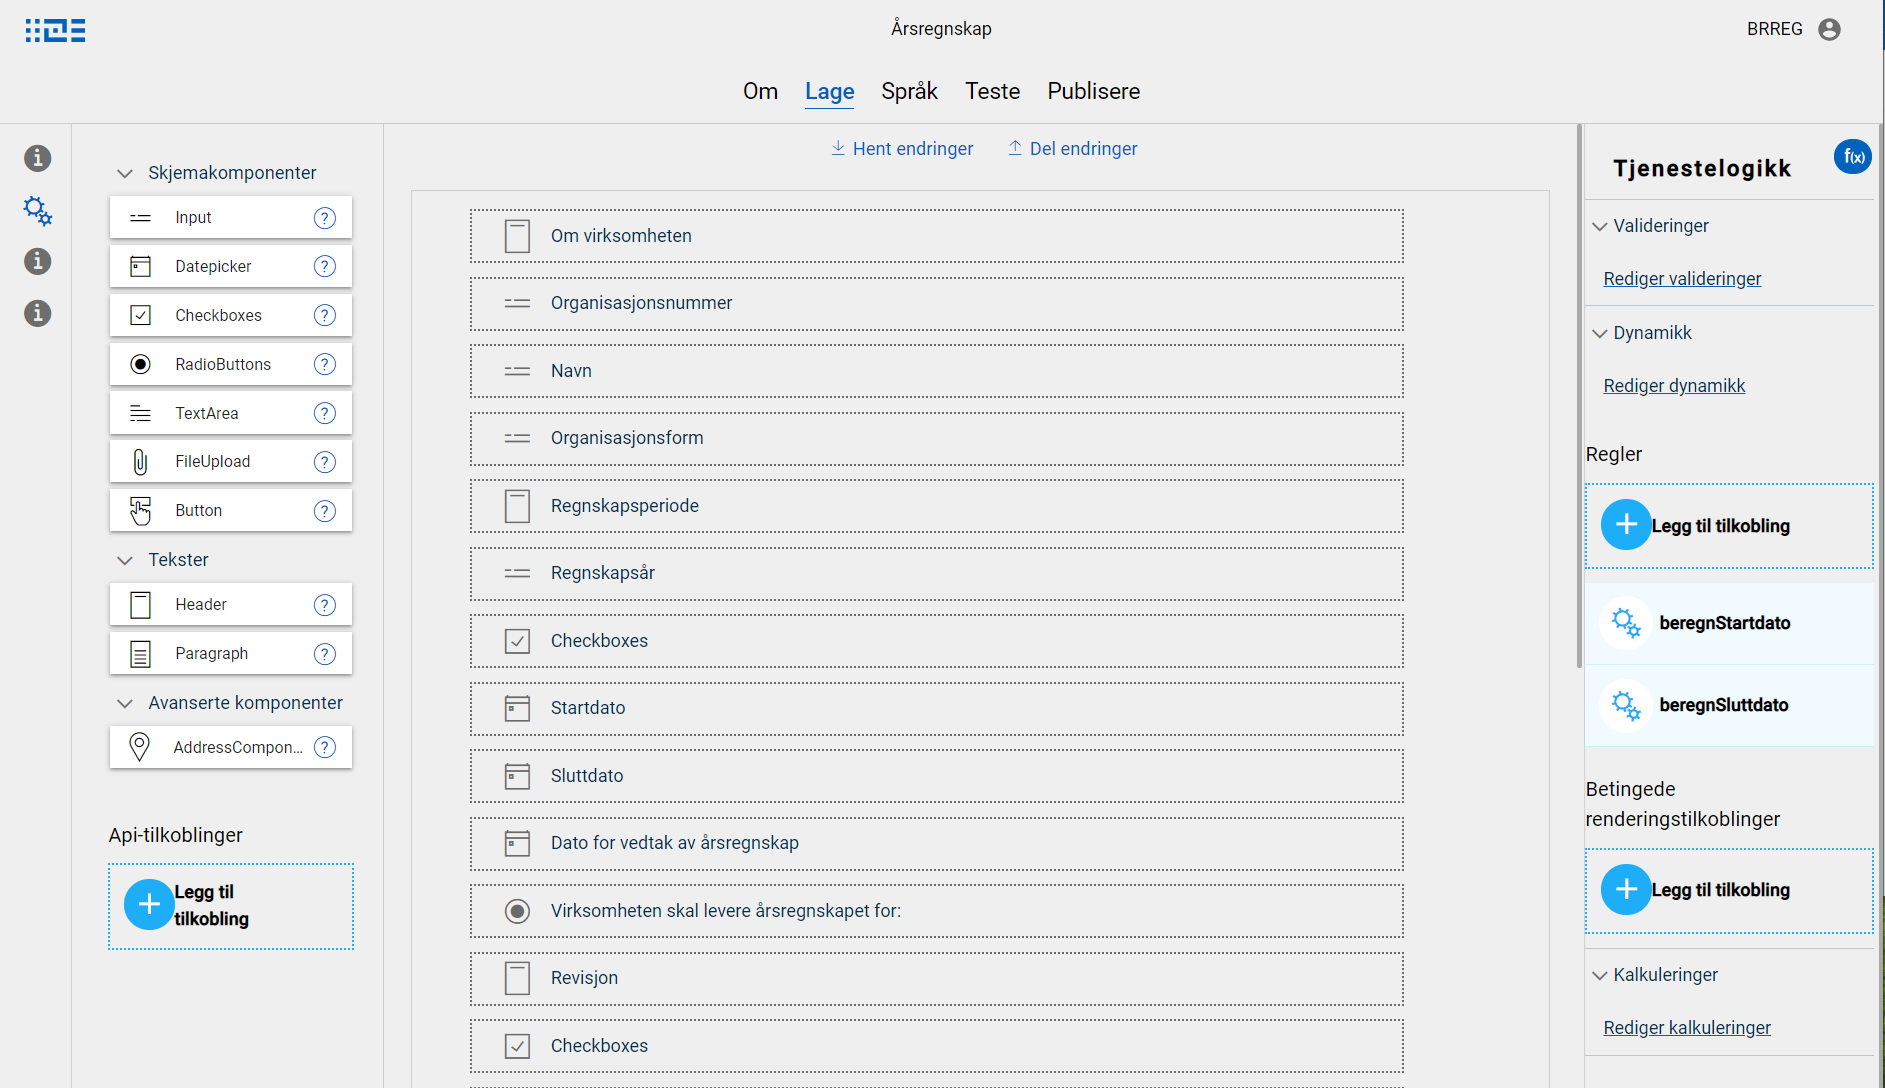 Årsregnskap
BRREG
Om Lage Språk Teste Publisere
Skjemakomponenter
Input ?
Datepicker ?
Checkboxes ?
RadioButtons ?
TextArea ?
FileUpload ?
Button ?
Tekster
Header ?
Paragraph ?
Avanserte komponenter
AddressCompon... ?
Api-tilkoblinger
Legg til
tilkobling
Hent endringer Del endringer
Om virksomheten
Organisasjonsnummer
Navn
Organisasjonsform
Regnskapsperiode
Regnskapsår
Checkboxes
Startdato
Sluttdato
Dato for vedtak av årsregnskap
Virksomheten skal levere årsregnskapet for:
Revisjon
Checkboxes
Tjenestelogikk
f(x)
Valideringer
Rediger valideringer
Dynamikk
Rediger dynamikk
Regler
Legg til tilkobling
beregnStartdato
beregnSluttdato
Betingede
renderingstilkoblinger
Legg til tilkobling
Kalkuleringer
Rediger kalkuleringer